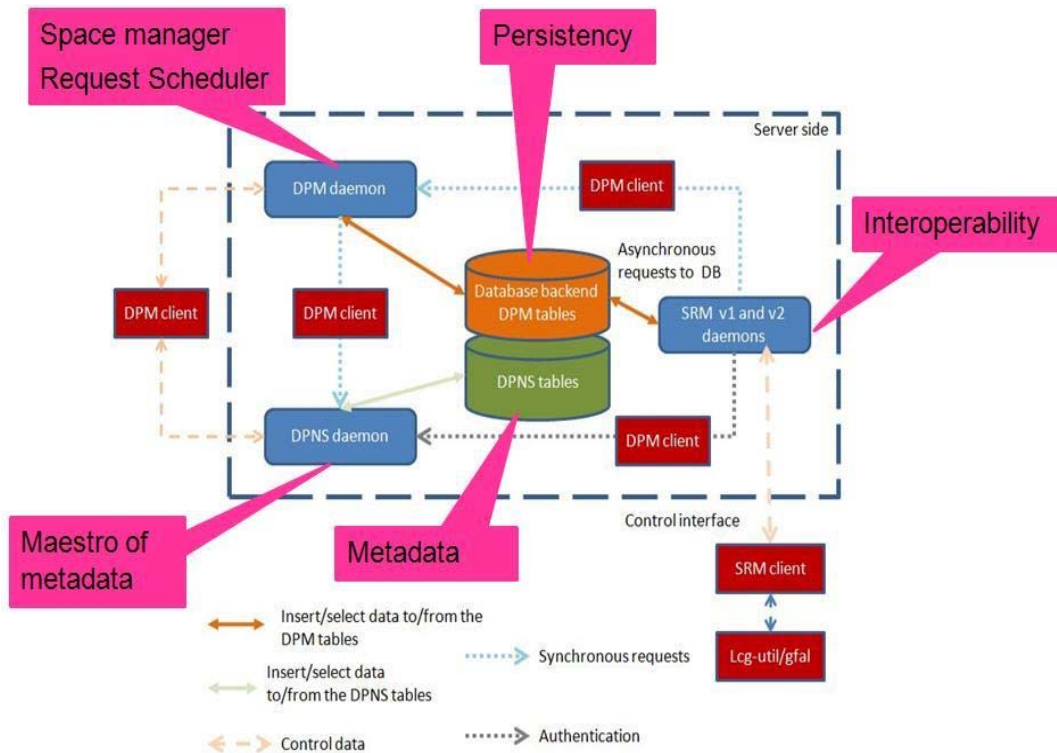 Space manager
Request Scheduler
Persistency
Server side
DPM daemon
DPM client
Interoperability
Asynchronous
requests to DB
Database backend
DPM tables
DPM client
DPM client
SRM v1 and v2
daemons
DPNS tables
DPNS daemon
DPM client
Control interface
Maestro of
metadata
Metadata
SRM client
Insert/select data to/from the
DPM tables
Synchronous requests
Lcg-util/gfal
Insert/select data
to/from the DPNS tables
Control data
Authentication